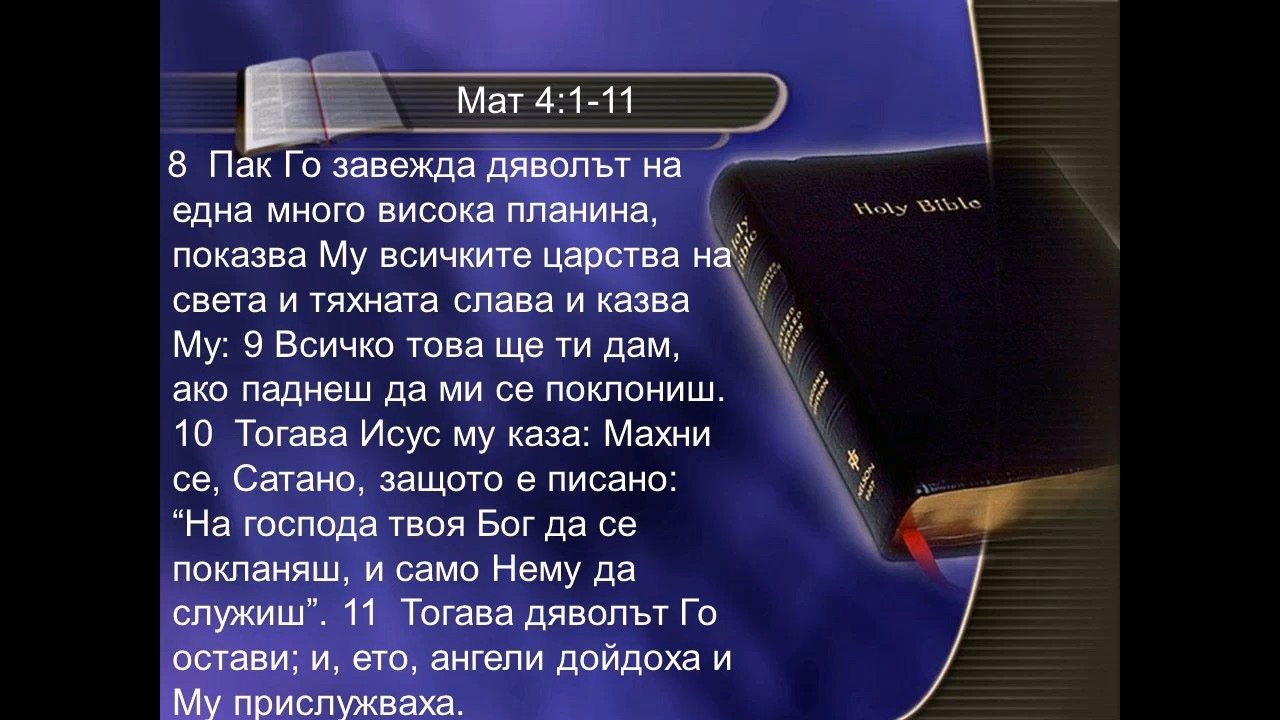 Мат 4:1-11
8 Пак Го завежда дяволът на
една много висока планина,
показва Му всичките царства на
света и тяхната слава и казва
Му: 9 Всичко това ще ти дам,
ако паднеш да ми се поклониш.
10 Тогава Исус му каза: Махни
се, Сатано, защото е писано:
“На господа твоя Бог да се
покланяш, и само Нему да
служиш”. 11 Тогава дяволът Го
остави; и, ето, ангели дойдоха и
Му прислужваха.
Holy Bible
Holy
Bible
EDITION